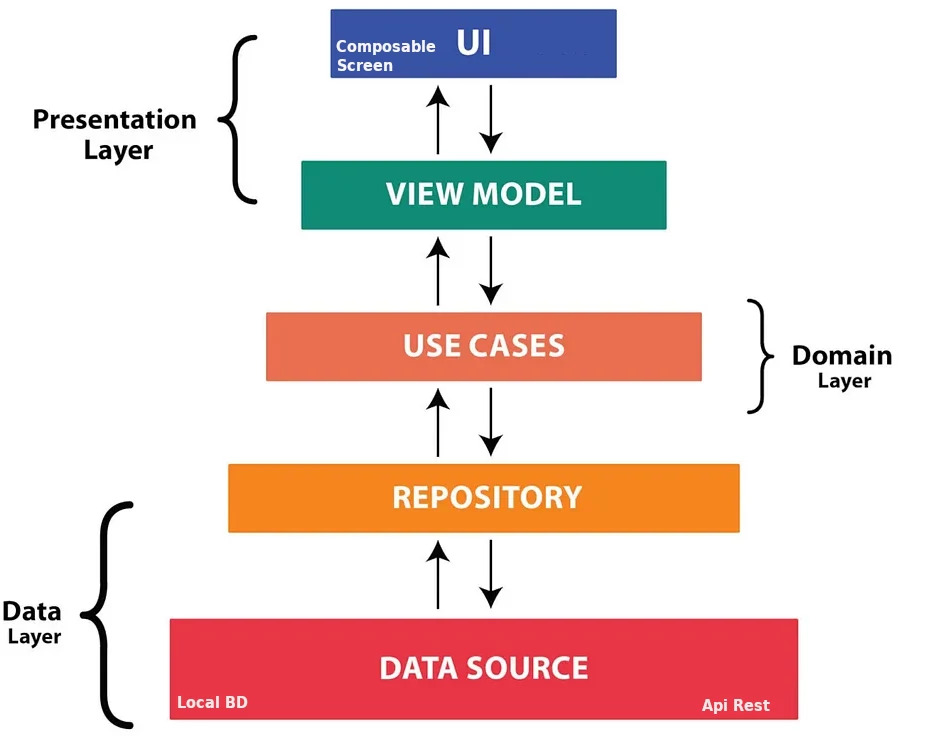 Composable
Screen
UI
Presentation
Layer
VIEW MODEL
USE CASES
Domain
Layer
REPOSITORY
Data
Layer
DATA SOURCE
Local BD
Api Rest